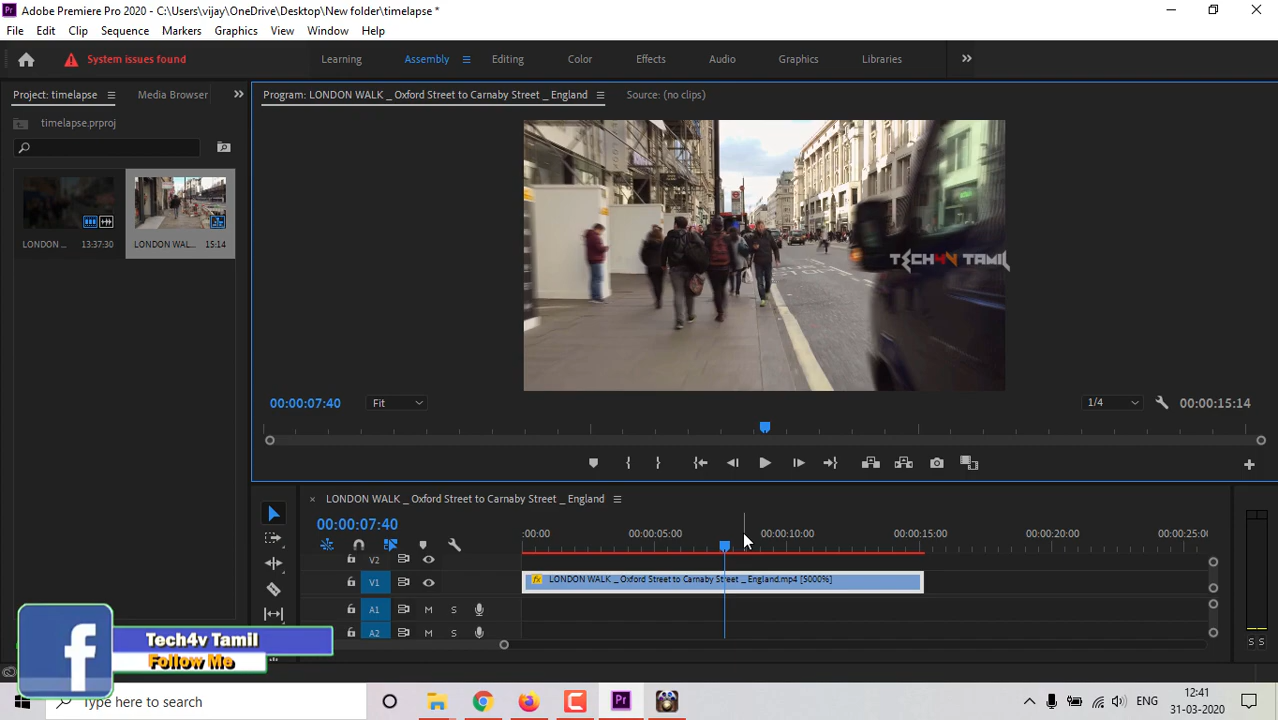 Adobe Premiere Pro 2020 - C:\Users\vijay\OneDrive\Desktop\New folder\timelapse *
File Edit Clip Sequence Markers Graphics View Window Help
System issues found Learning Assembly Editing Color Effects Audio Graphics Libraries
Project: timelapse Media Browser
Program: LONDON WALK _ Oxford Street to Carnaby Street _ England Source: (no clips)
timelapse.prproj
TECH4V TAMIL
LONDON ... 13:37:30 LONDON WAL... 15:14
00:00:07:40 Fit 1/4 00:00:15:14
LONDON WALK _ Oxford Street to Carnaby Street _ England
00:00:07:40
:00:00 00:00:05:00 00:00:10:00 00:00:15:00 00:00:20:00 00:00:25:00
V2
V1 LONDON WALK _ Oxford Street to Carnaby Street _ England.mp4 [5000%]
A1 M S
A2 M S
S S
Tech4v Tamil
Follow Me
Type here to search
ENG 12:41
31-03-2020